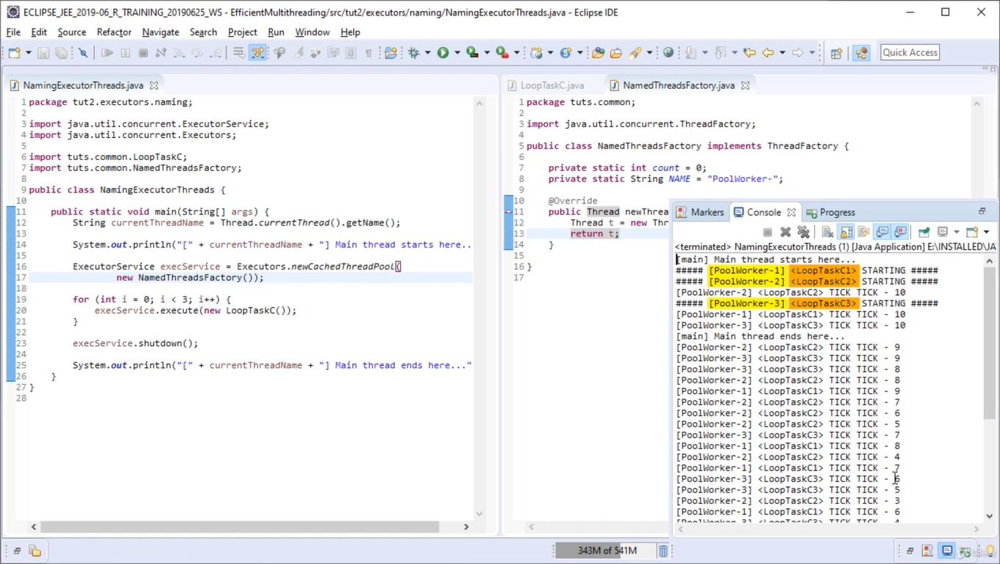 ECLIPSE_JEE_2019-06_R_TRAINING_20190625_WS - EfficientMultithreading/src/tut2/executors/naming/NamingExecutorThreads.java - Eclipse IDE
File Edit Source Refactor Navigate Search Project Run Window Help
Quick Access
NamingExecutorThreads.java
1 package tut2.executors.naming;
2
3 import java.util.concurrent.ExecutorService;
4 import java.util.concurrent.Executors;
5
6 import tuts.common.LoopTaskC;
7 import tuts.common.NamedThreadsFactory;
8
9 public class NamingExecutorThreads {
10
11 public static void main(String[] args) {
12 String currentThreadName = Thread.currentThread().getName();
13
14 System.out.println("[" + currentThreadName + "] Main thread starts here..
15
16 ExecutorService execService = Executors.newCachedThreadPool(
17 new NamedThreadsFactory());
18
19 for (int i = 0; i < 3; i++) {
20 execService.execute(new LoopTaskC());
21 }
22
23 execService.shutdown();
24
25 System.out.println("[" + currentThreadName + "] Main thread ends here..."
26 }
27 }
28
LoopTaskC.java NamedThreadsFactory.java
1 package tuts.common;
2
3 import java.util.concurrent.ThreadFactory;
4
5 public class NamedThreadsFactory implements ThreadFactory {
6
7 private static int count = 0;
8 private static String NAME = "PoolWorker-";
9
10 @Override
11 public Thread newThrea
12 Thread t = new Thr
13 return t;
14 }
15
16 }
17
Markers Console Progress
<terminated> NamingExecutorThreads (1) [Java Application] E:\INSTALLED\JA
[main] Main thread starts here...
##### [PoolWorker-1] <LoopTaskC1> STARTING #####
##### [PoolWorker-2] <LoopTaskC2> STARTING #####
[PoolWorker-2] <LoopTaskC2> TICK TICK - 10
##### [PoolWorker-3] <LoopTaskC3> STARTING #####
[PoolWorker-1] <LoopTaskC1> TICK TICK - 10
[PoolWorker-3] <LoopTaskC3> TICK TICK - 10
[main] Main thread ends here...
[PoolWorker-2] <LoopTaskC2> TICK TICK - 9
[PoolWorker-3] <LoopTaskC3> TICK TICK - 9
[PoolWorker-3] <LoopTaskC3> TICK TICK - 8
[PoolWorker-2] <LoopTaskC2> TICK TICK - 8
[PoolWorker-1] <LoopTaskC1> TICK TICK - 9
[PoolWorker-2] <LoopTaskC2> TICK TICK - 7
[PoolWorker-2] <LoopTaskC2> TICK TICK - 6
[PoolWorker-2] <LoopTaskC2> TICK TICK - 5
[PoolWorker-3] <LoopTaskC3> TICK TICK - 7
[PoolWorker-1] <LoopTaskC1> TICK TICK - 8
[PoolWorker-2] <LoopTaskC2> TICK TICK - 4
[PoolWorker-1] <LoopTaskC1> TICK TICK - 7
[PoolWorker-3] <LoopTaskC3> TICK TICK - 6
[PoolWorker-3] <LoopTaskC3> TICK TICK - 5
[PoolWorker-2] <LoopTaskC2> TICK TICK - 3
[PoolWorker-1] <LoopTaskC1> TICK TICK - 6
[PoolWorker-3] <LoopTaskC3> TICK TICK - 4
343M of 541M